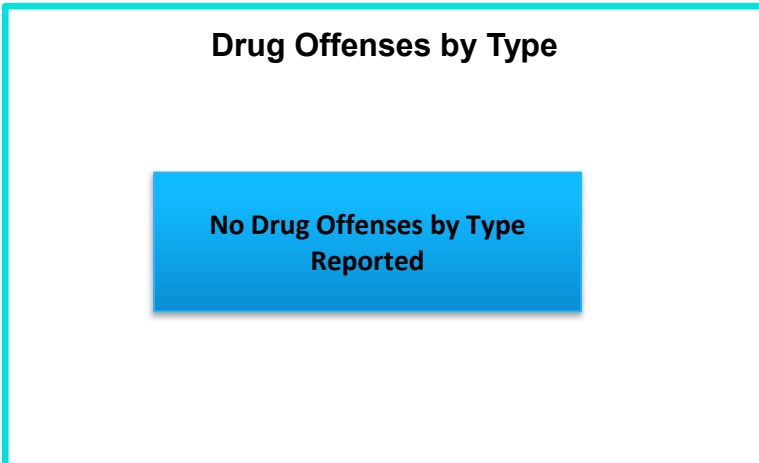 Drug Offenses by Type
No Drug Offenses by Type
Reported